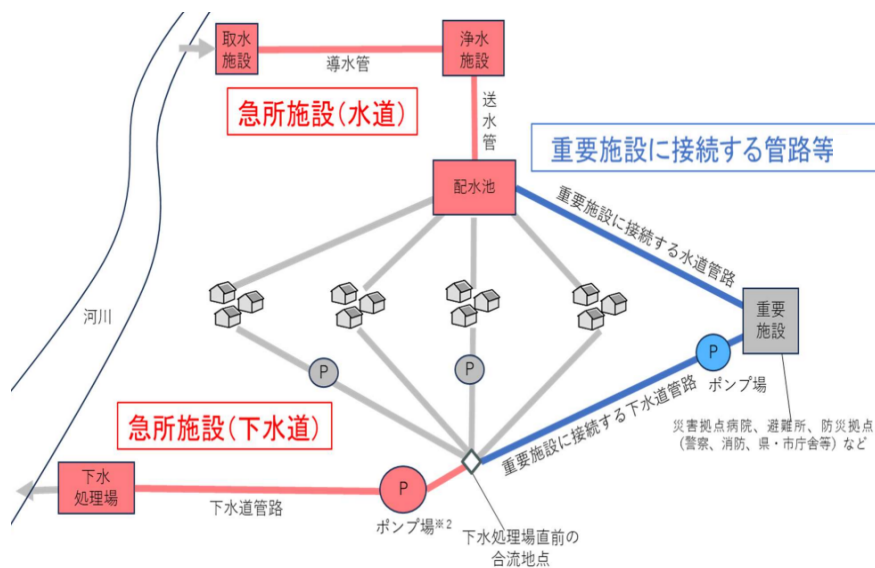 取水
施設
導水管
浄水
施設
急所施設(水道)
送
水
管
重要施設に接続する管路等
配水池
重要施設に接続する水道管路
河川
重要
施設
P
P
P
ポンプ場
急所施設(下水道)
重要施設に接続する下水道管路
災害拠点病院、避難所、防災拠点
(警察、消防、県・市庁舎等)など
下水
処理場
下水道管路
P
ポンプ場※2
下水処理場直前の
合流地点